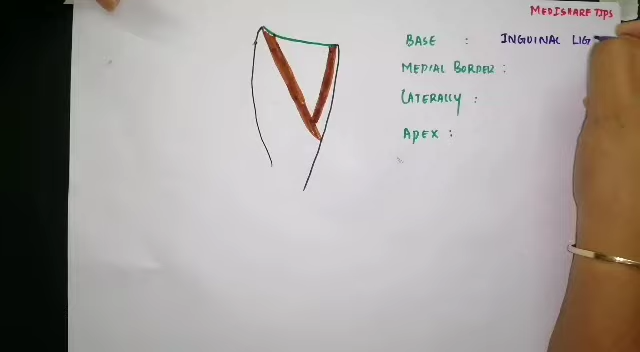 MEDISHARE TIPS
BASE : INGUINAL LIG
MEDIAL BORDER :
LATERALLY :
APEX :